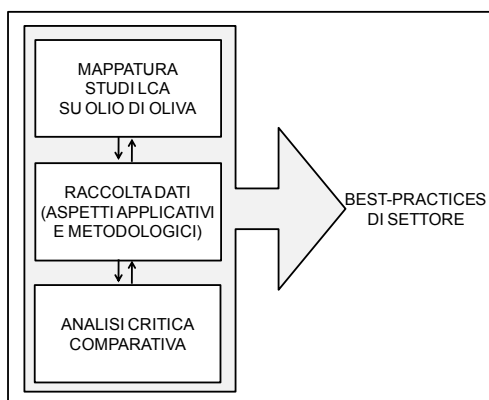 MAPPATURA
STUDI LCA
SU OLIO DI OLIVA
RACCOLTA DATI
(ASPETTI APPLICATIVI
E METODOLOGICI)
ANALISI CRITICA
COMPARATIVA
BEST-PRACTICES
DI SETTORE